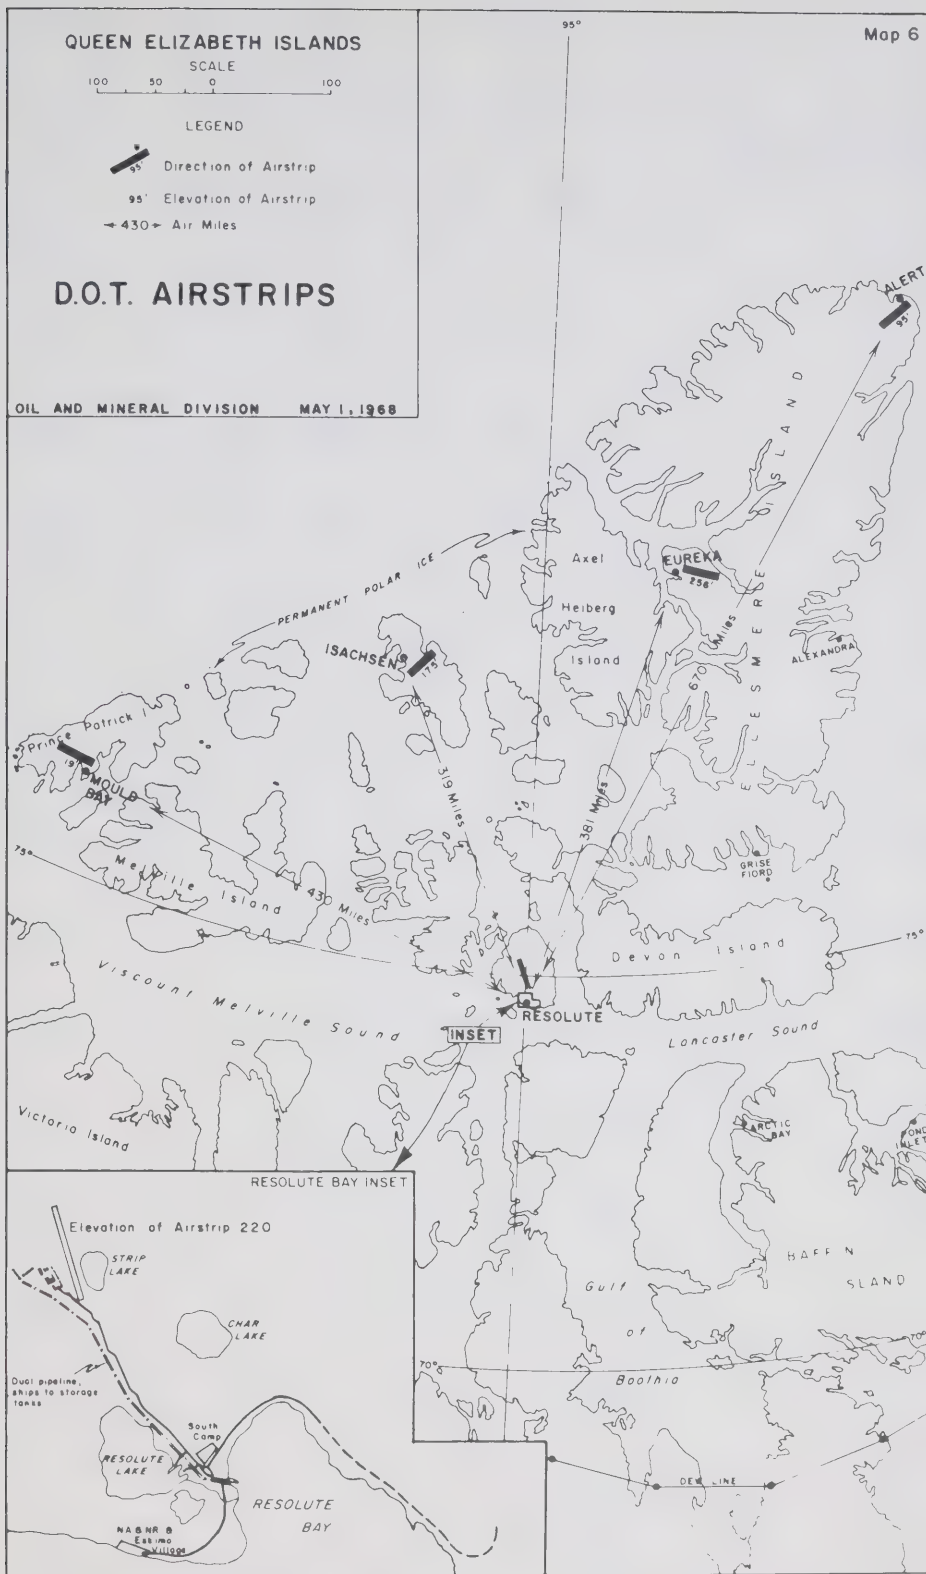 Map 6
QUEEN ELIZABETH ISLANDS
SCALE
100 50 0 100
LEGEND
95' Direction of Airstrip
95' Elevation of Airstrip
430 Air Miles
D.O.T. AIRSTRIPS
OIL AND MINERAL DIVISION MAY 1, 1968
95°
ALERT
95'
ELLESMERE ISLAND
PERMANENT POLAR ICE
Axel
Heiberg
Island
EUREKA
256'
ALEXANDRA
ISACHSEN
175'
Prince Patrick I
MOULD
BAY
670 Miles
319 Miles
381 Miles
430 Miles
75°
Melville Island
GRISE
FIORD
Devon Island
75°
Viscount Melville Sound
RESOLUTE
INSET
Lancaster Sound
Victoria Island
ARCTIC
BAY
INLET
BAFF N
SLAND
Gulf
of
Boothia
70°
70°
DEW LINE
RESOLUTE BAY INSET
Elevation of Airstrip 220
STRIP
LAKE
CHAR
LAKE
Dual pipeline,
ships to storage
tanks
South
Camp
RESOLUTE
LAKE
RESOLUTE
BAY
Eskimo
Village